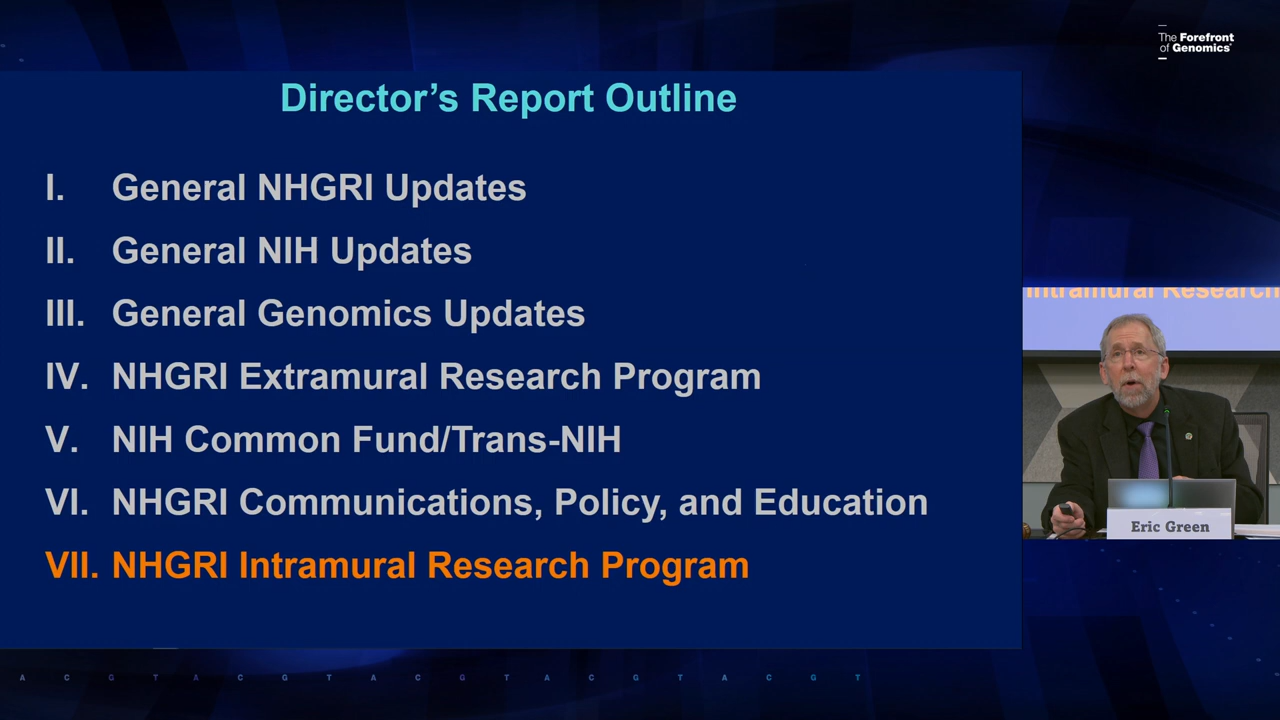 The Forefront
of Genomics®
Director's Report Outline
I. General NHGRI Updates
II. General NIH Updates
III. General Genomics Updates
IV. NHGRI Extramural Research Program
V. NIH Common Fund/Trans-NIH
VI. NHGRI Communications, Policy, and Education
VII. NHGRI Intramural Research Program
Intramural Research
Eric Green
A C G T A C G T A C G T A C G T A C G T